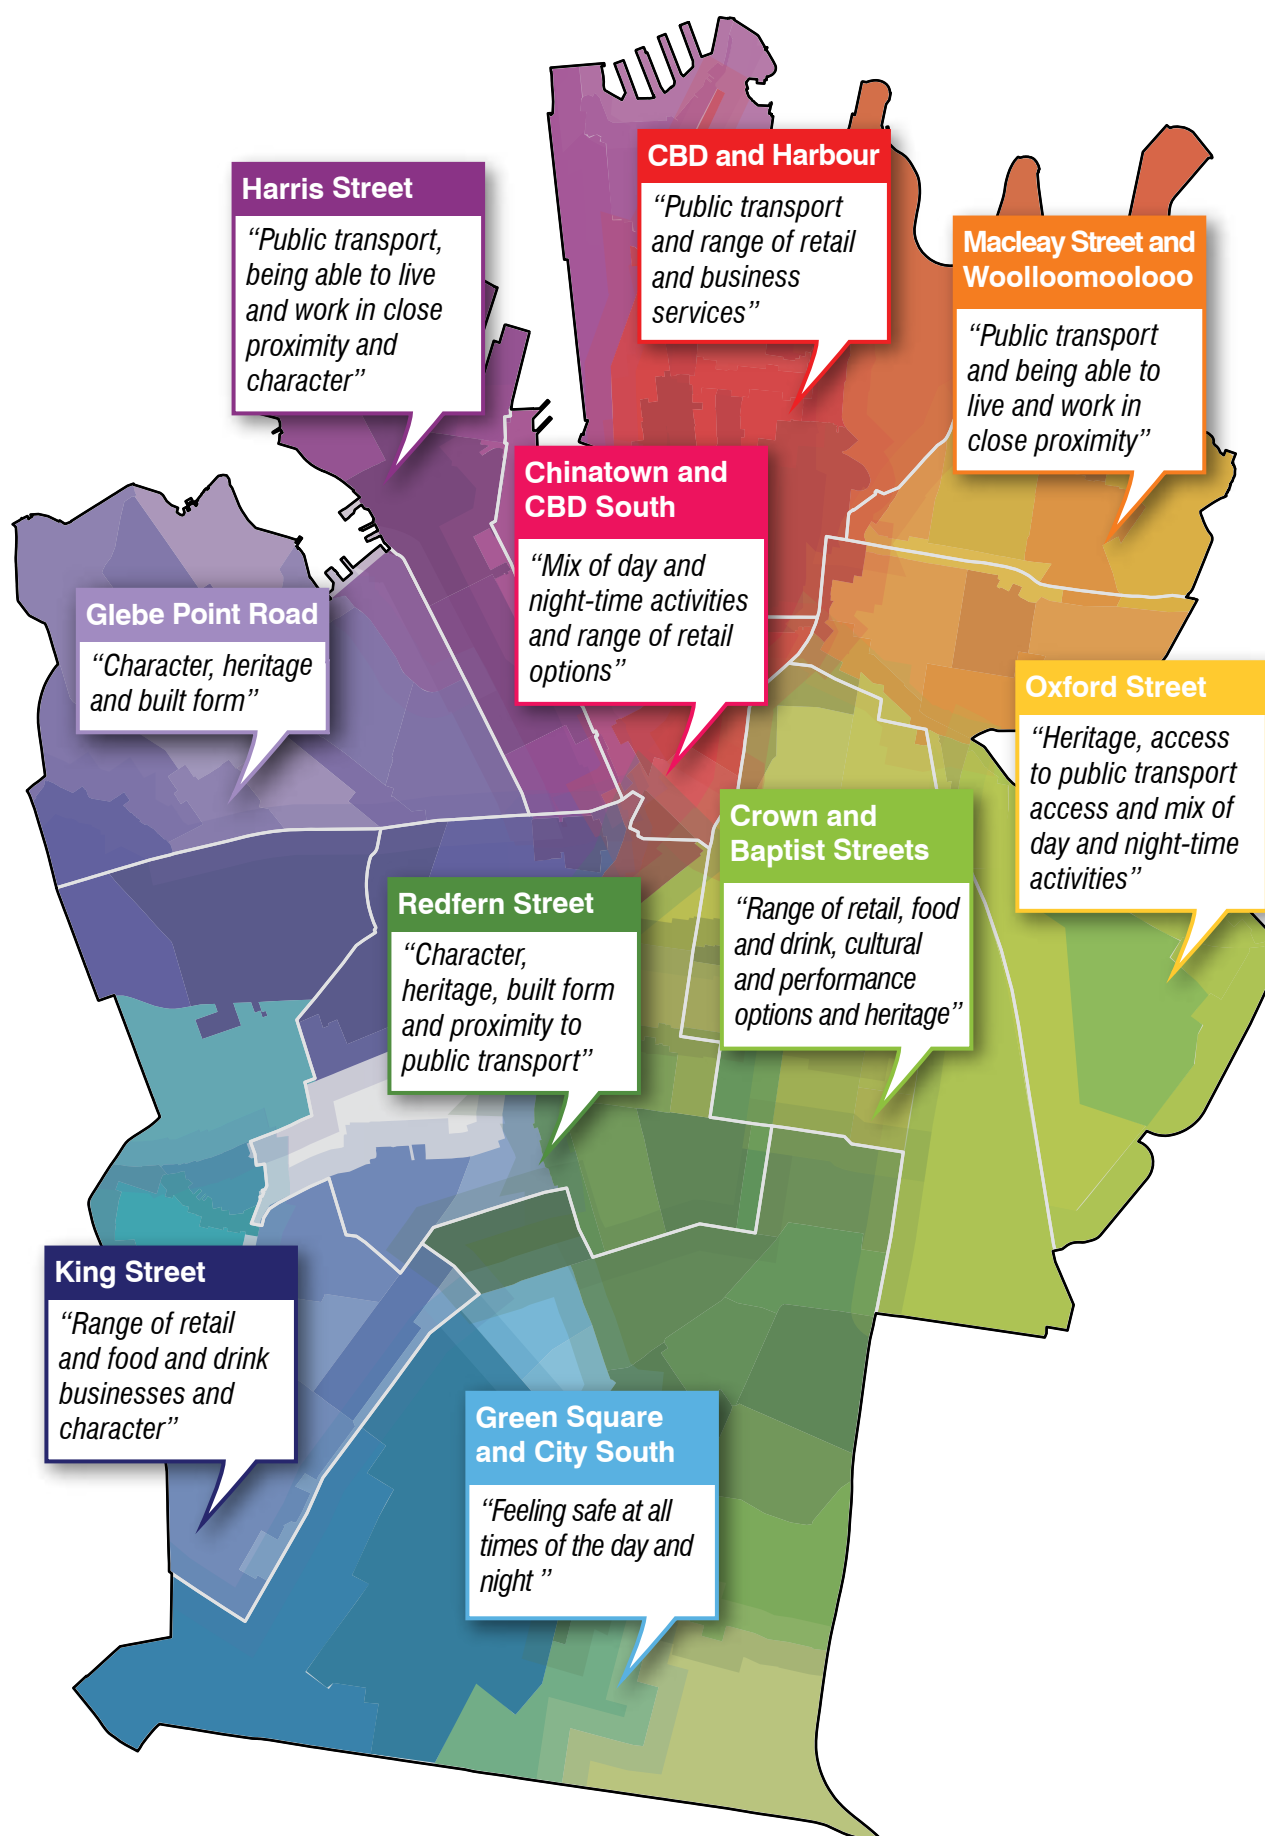 CBD and Harbour
“Public transport
and range of retail
and business
services”
Harris Street
“Public transport,
being able to live
and work in close
proximity and
character”
Macleay Street and
Woolloomoolooo
“Public transport
and being able to
live and work in
close proximity”
Chinatown and
CBD South
“Mix of day and
night-time activities
and range of retail
options”
Glebe Point Road
“Character, heritage
and built form”
Oxford Street
“Heritage, access
to public transport
access and mix of
day and night-time
activities”
Crown and
Baptist Streets
“Range of retail, food
and drink, cultural
and performance
options and heritage”
Redfern Street
“Character,
heritage, built form
and proximity to
public transport”
King Street
“Range of retail
and food and drink
businesses and
character”
Green Square
and City South
“Feeling safe at all
times of the day and
night ”